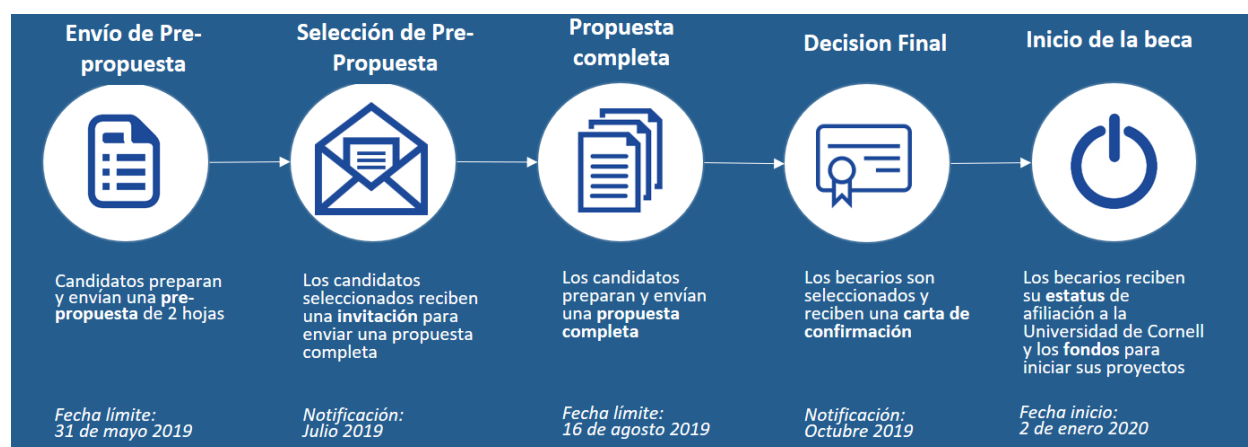 Envío de Pre-
propuesta
Candidatos preparan
y envían una pre-
propuesta de 2 hojas
Fecha límite:
31 de mayo 2019
Selección de Pre-
Propuesta
Los candidatos
seleccionados reciben
una invitación para
enviar una propuesta
completa
Notificación:
Julio 2019
Propuesta
completa
Los candidatos
preparan y envían
una propuesta
completa
Fecha límite:
16 de agosto 2019
Decision Final
Los becarios son
seleccionados y
reciben una carta de
confirmación
Notificación:
Octubre 2019
Inicio de la beca
Los becarios reciben
su estatus de
afiliación a la
Universidad de Cornell
y los fondos para
iniciar sus proyectos
Fecha inicio:
2 de enero 2020